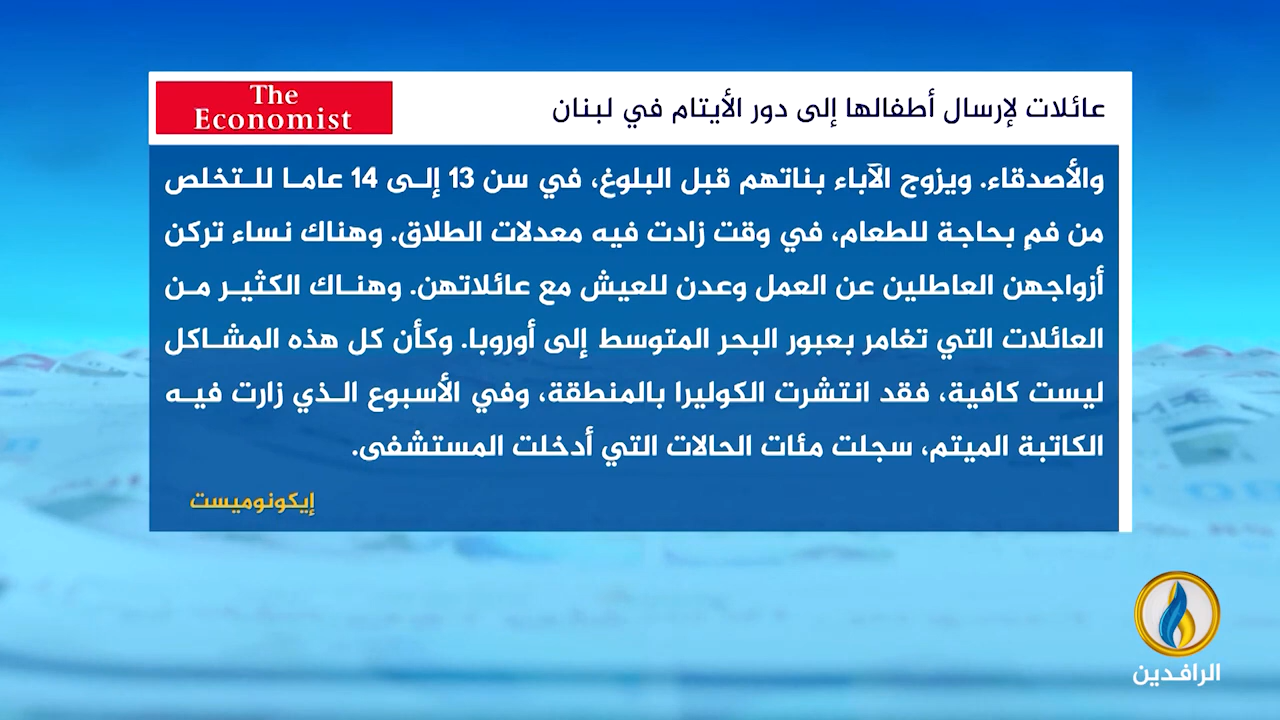 The
Economist
عائلات لإرسال أطفالها إلى دور الأيتام في لبنان
والأصدقاء. ويزوج الآباء بناتهم قبل البلوغ، في سن 13 إلى 14 عاما للتخلص
من فمٍ بحاجة للطعام، في وقت زادت فيه معدلات الطلاق. وهناك نساء تركن
أزواجهن العاطلين عن العمل وعدن للعيش مع عائلاتهن. وهناك الكثير من
العائلات التي تغامر بعبور البحر المتوسط إلى أوروبا. وكأن كل هذه المشاكل
ليست كافية، فقد انتشرت الكوليرا بالمنطقة، وفي الأسبوع الذي زارت فيه
الكاتبة الميتم، سجلت مئات الحالات التي أدخلت المستشفى.
إيكونوميست
الرافدين